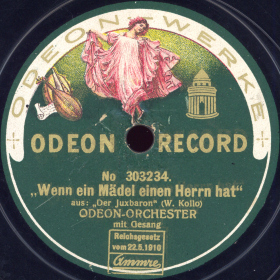 ODEON-WERKE
ODEON RECORD
No 303234.
„Wenn ein Mädel einen Herrn hat“
aus: „Der Juxbaron“ (W. Kollo)
ODEON-ORCHESTER
mit Gesang
Reichsgesetz
vom 22.5.1910
Ammre